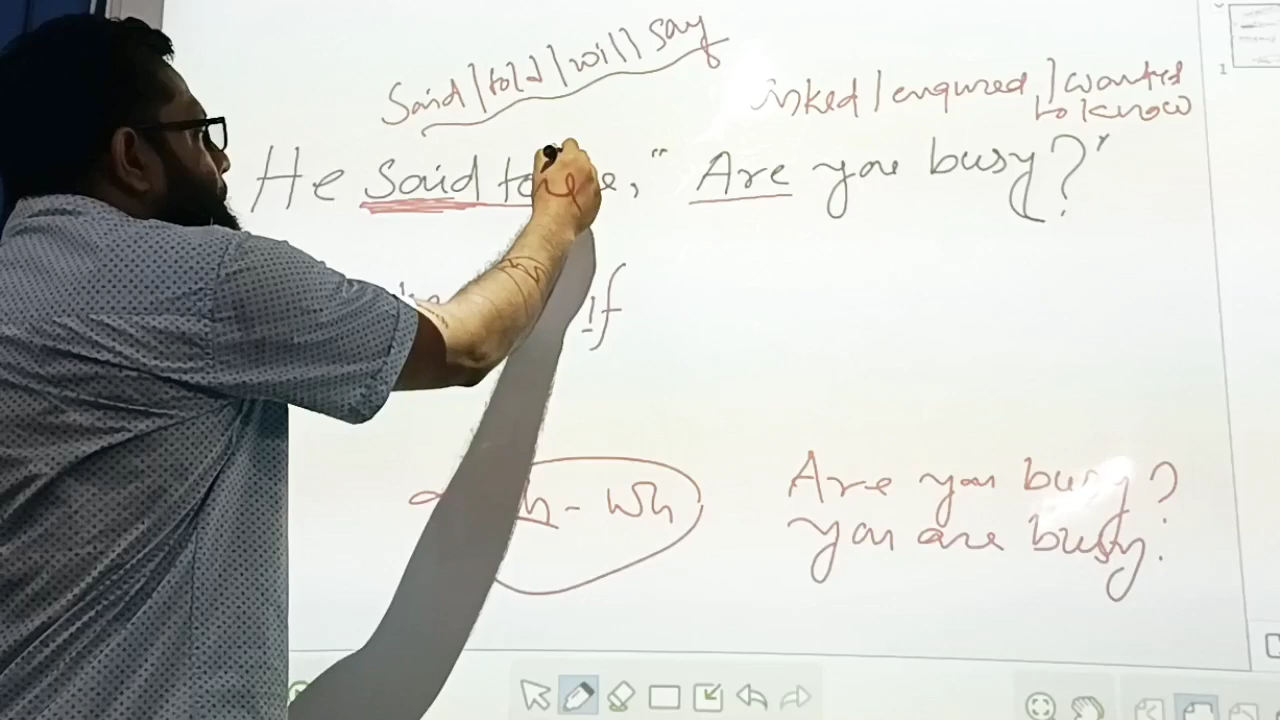 Said / told / will say
asked / enquired / wanted
to know
He said to me, " Are you busy? "
if
- Wh
Are you busy?
you are busy.
1